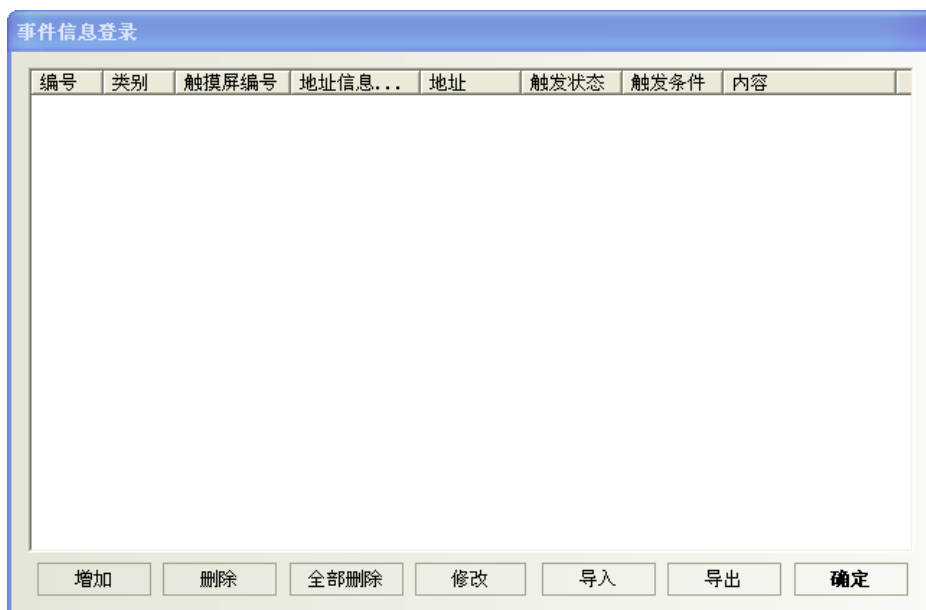 事件信息登录
编号 类别 触摸屏编号 地址信息... 地址 触发状态 触发条件 内容
增加 删除 全部删除 修改 导入 导出 确定